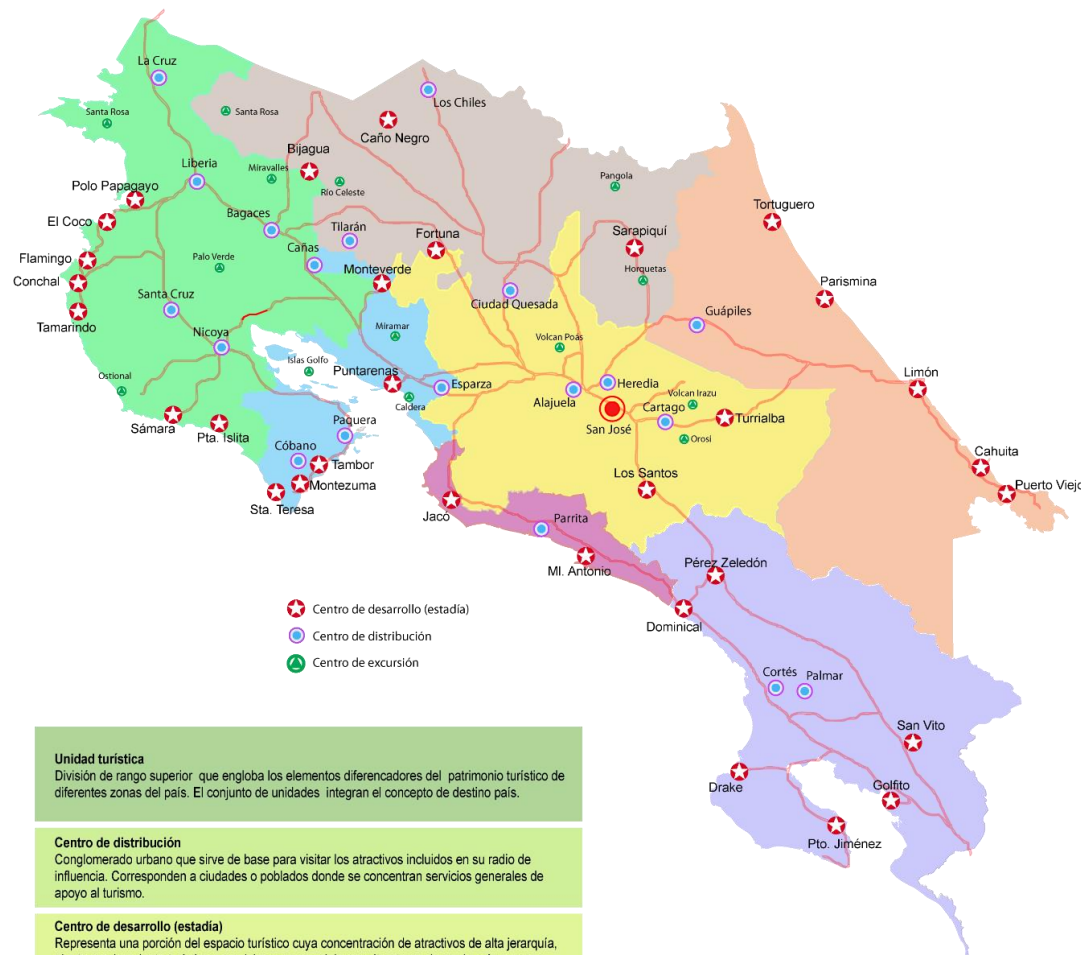 La Cruz
Los Chiles
Santa Rosa
Santa Rosa
Caño Negro
Bijagua
Liberia
Miravalles
Río Celeste
Pangola
Polo Papagayo
Tortuguero
El Coco
Bagaces
Tilarán
Fortuna
Sarapiquí
Flamingo
Palo Verde
Cañas
Monteverde
Horquetas
Conchal
Parismina
Santa Cruz
Ciudad Quesada
Guápiles
Tamarindo
Nicoya
Miramar
Volcan Poás
Islas Golfo
Puntarenas
Esparza
Heredia
Limón
Ostional
Caldera
Alajuela
Volcan Irazu
Cartago
Turrialba
Sámara
Pta. Islita
Paquera
San José
Orosi
Cóbano
Tambor
Cahuita
Montezuma
Los Santos
Puerto Viejo
Sta. Teresa
Jacó
Parrita
Ml. Antonio
Pérez Zeledón
Dominical
Centro de desarrollo (estadía)
Centro de distribución
Centro de excursión
Cortés
Palmar
San Vito
Drake
Golfito
Pto. Jiménez
Unidad turística
División de rango superior que engloba los elementos diferencadores del patrimonio turístico de
diferentes zonas del país. El conjunto de unidades integran el concepto de destino país.
Centro de distribución
Conglomerado urbano que sirve de base para visitar los atractivos incluidos en su radio de
influencia. Corresponden a ciudades o poblados donde se concentran servicios generales de
apoyo al turismo.
Centro de desarrollo (estadía)
Representa una porción del espacio turístico cuya concentración de atractivos de alta jerarquía,